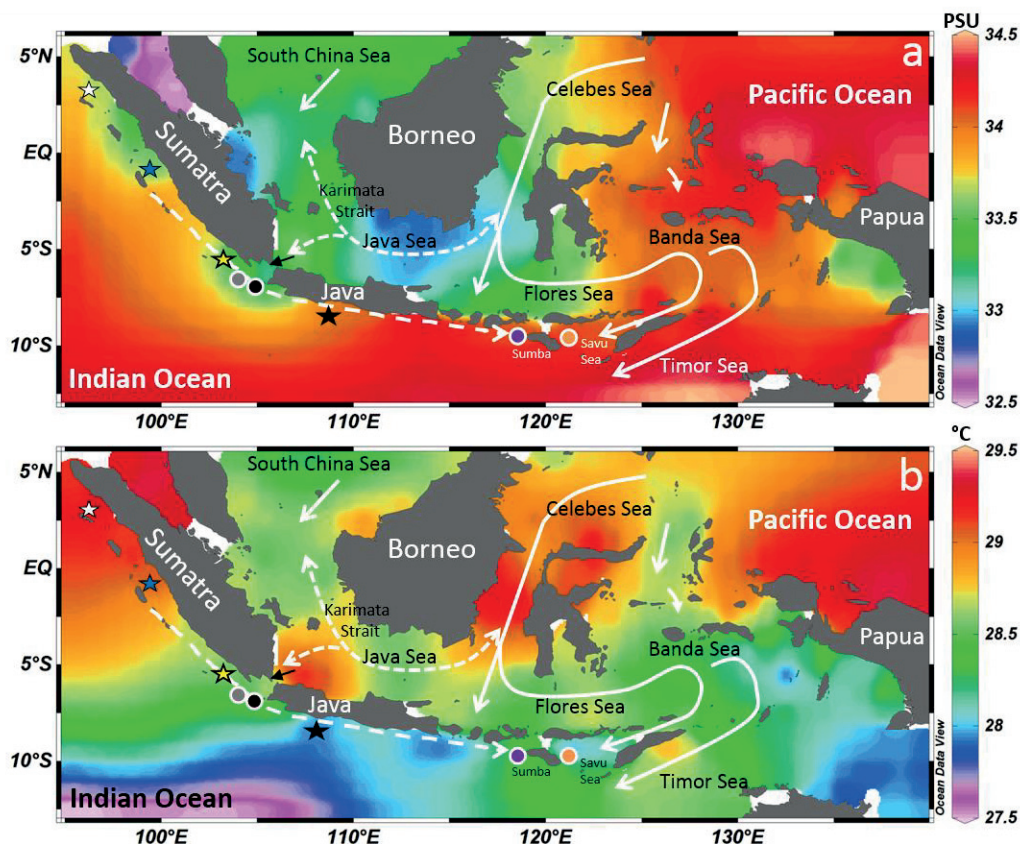 PSU
5°N
South China Sea
a
34.5
Celebes Sea
Pacific Ocean
Sumatra
Borneo
34
EQ
Karimata
Strait
33.5
Papua
5°S
Java Sea
Banda Sea
Java
Flores Sea
33
10°S
Sumba
Savu
Sea
Timor Sea
Indian Ocean
Ocean Data View
32.5
100°E
110°E
120°E
130°E
°C
5°N
South China Sea
b
29.5
Celebes Sea
Pacific Ocean
Sumatra
Borneo
29
EQ
Karimata
Strait
28.5
Papua
5°S
Java Sea
Banda Sea
Java
Flores Sea
28
10°S
Sumba
Savu
Sea
Timor Sea
Indian Ocean
Ocean Data View
27.5
100°E
110°E
120°E
130°E